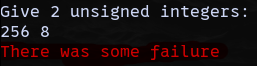 Give 2 unsigned integers:
256 8
There was some failure